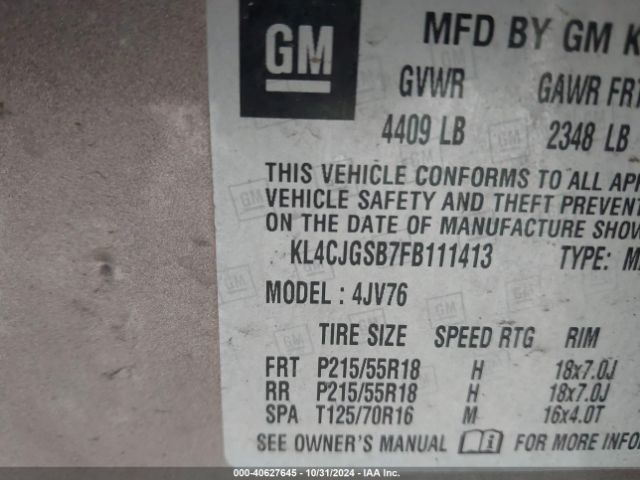 GM MFD BY GM K
GVWR GAWR FRT
4409 LB 2348 LB
THIS VEHICLE CONFORMS TO ALL APP
VEHICLE SAFETY AND THEFT PREVENT
ON THE DATE OF MANUFACTURE SHOW
KL4CJGSB7FB111413 TYPE: M
MODEL : 4JV76
TIRE SIZE SPEED RTG RIM
FRT P215/55R18 H 18x7.0J
RR P215/55R18 H 18x7.0J
SPA T125/70R16 M 16x4.0T
SEE OWNER'S MANUAL FOR MORE INFO
000-40627645 - 10/31/2024 - IAA Inc.